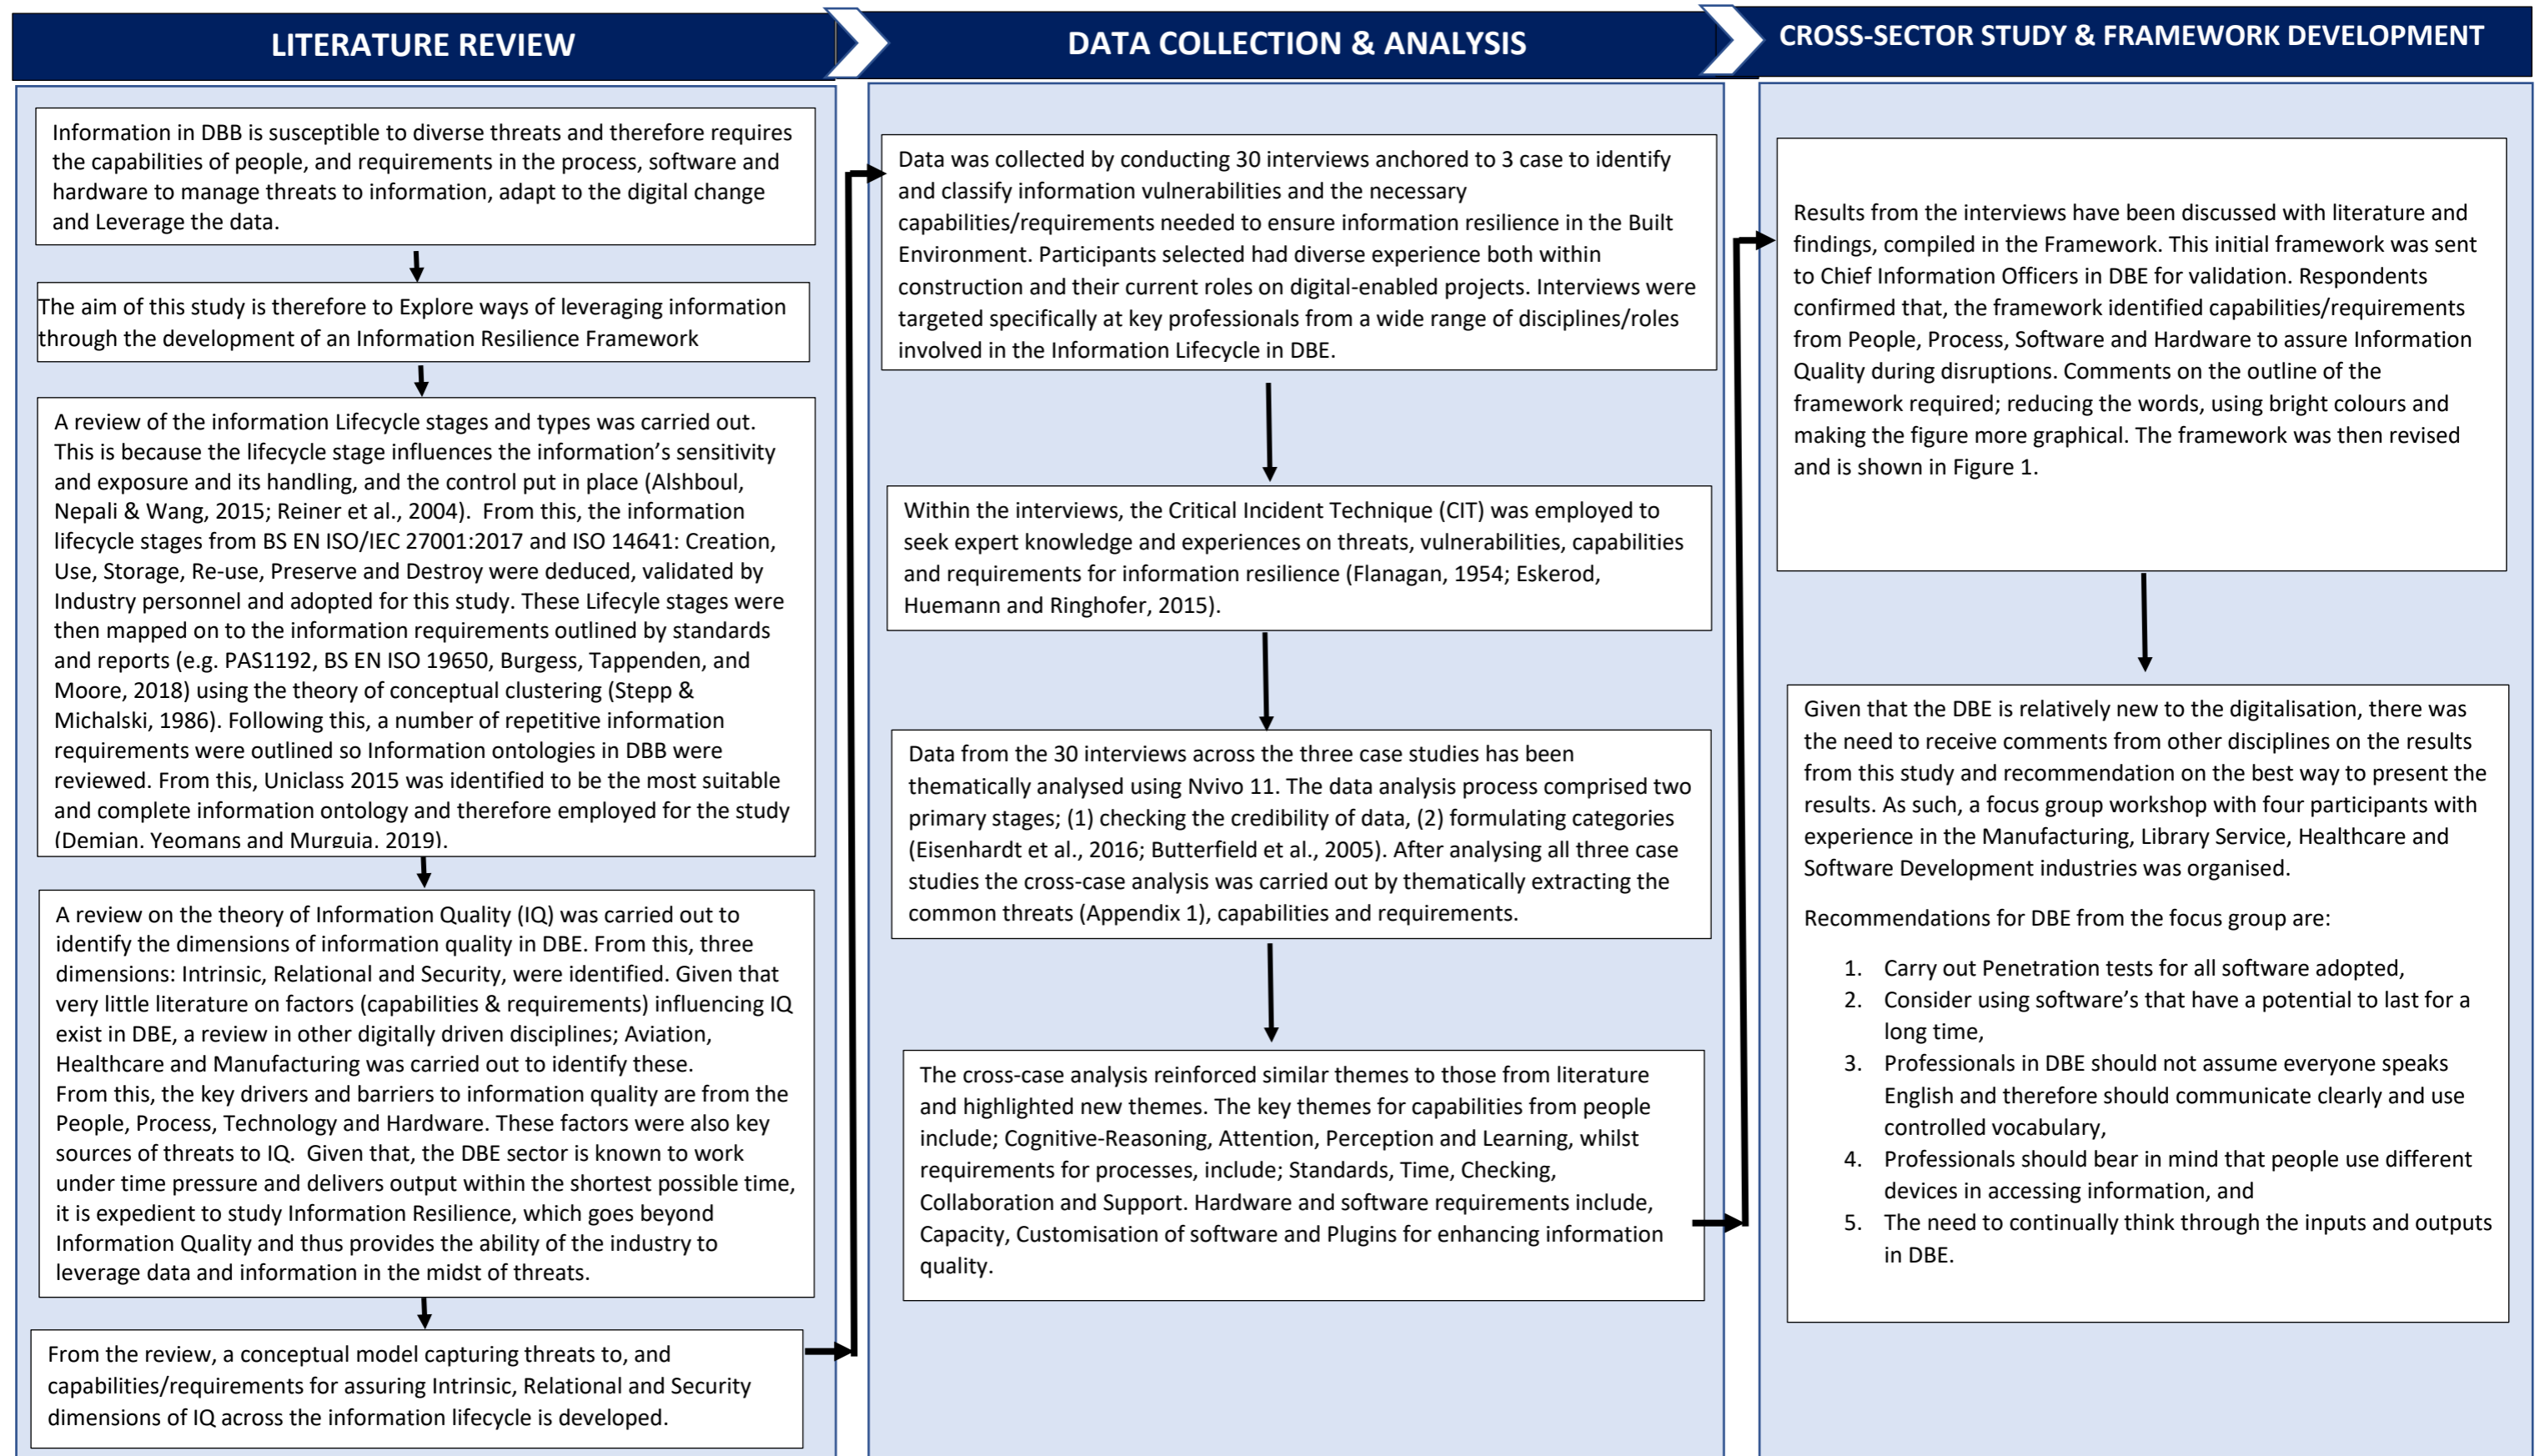 LITERATURE REVIEW
Information in DBB is susceptible to diverse threats and therefore requires
the capabilities of people, and requirements in the process, software and
hardware to manage threats to information, adapt to the digital change
and Leverage the data.
The aim of this study is therefore to Explore ways of leveraging information
through the development of an Information Resilience Framework
A review of the information Lifecycle stages and types was carried out.
This is because the lifecycle stage influences the information’s sensitivity
and exposure and its handling, and the control put in place (Alshboul,
Nepali & Wang, 2015; Reiner et al., 2004). From this, the information
lifecycle stages from BS EN ISO/IEC 27001:2017 and ISO 14641: Creation,
Use, Storage, Re-use, Preserve and Destroy were deduced, validated by
Industry personnel and adopted for this study. These Lifecyle stages were
then mapped on to the information requirements outlined by standards
and reports (e.g. PAS1192, BS EN ISO 19650, Burgess, Tappenden, and
Moore, 2018) using the theory of conceptual clustering (Stepp &
Michalski, 1986). Following this, a number of repetitive information
requirements were outlined so Information ontologies in DBB were
reviewed. From this, Uniclass 2015 was identified to be the most suitable
and complete information ontology and therefore employed for the study
(Demian, Yeomans and Murguia, 2019).
A review on the theory of Information Quality (IQ) was carried out to
identify the dimensions of information quality in DBE. From this, three
dimensions: Intrinsic, Relational and Security, were identified. Given that
very little literature on factors (capabilities & requirements) influencing IQ
exist in DBE, a review in other digitally driven disciplines; Aviation,
Healthcare and Manufacturing was carried out to identify these.
From this, the key drivers and barriers to information quality are from the
People, Process, Technology and Hardware. These factors were also key
sources of threats to IQ. Given that, the DBE sector is known to work
under time pressure and delivers output within the shortest possible time,
it is expedient to study Information Resilience, which goes beyond
Information Quality and thus provides the ability of the industry to
leverage data and information in the midst of threats.
From the review, a conceptual model capturing threats to, and
capabilities/requirements for assuring Intrinsic, Relational and Security
dimensions of IQ across the information lifecycle is developed.
DATA COLLECTION & ANALYSIS
Data was collected by conducting 30 interviews anchored to 3 case to identify
and classify information vulnerabilities and the necessary
capabilities/requirements needed to ensure information resilience in the Built
Environment. Participants selected had diverse experience both within
construction and their current roles on digital-enabled projects. Interviews were
targeted specifically at key professionals from a wide range of disciplines/roles
involved in the Information Lifecycle in DBE.
Within the interviews, the Critical Incident Technique (CIT) was employed to
seek expert knowledge and experiences on threats, vulnerabilities, capabilities
and requirements for information resilience (Flanagan, 1954; Eskerod,
Huemann and Ringhofer, 2015).
Data from the 30 interviews across the three case studies has been
thematically analysed using Nvivo 11. The data analysis process comprised two
primary stages; (1) checking the credibility of data, (2) formulating categories
(Eisenhardt et al., 2016; Butterfield et al., 2005). After analysing all three case
studies the cross-case analysis was carried out by thematically extracting the
common threats (Appendix 1), capabilities and requirements.
The cross-case analysis reinforced similar themes to those from literature
and highlighted new themes. The key themes for capabilities from people
include; Cognitive-Reasoning, Attention, Perception and Learning, whilst
requirements for processes, include; Standards, Time, Checking,
Collaboration and Support. Hardware and software requirements include,
Capacity, Customisation of software and Plugins for enhancing information
quality.
CROSS-SECTOR STUDY & FRAMEWORK DEVELOPMENT
Results from the interviews have been discussed with literature and
findings, compiled in the Framework. This initial framework was sent
to Chief Information Officers in DBE for validation. Respondents
confirmed that, the framework identified capabilities/requirements
from People, Process, Software and Hardware to assure Information
Quality during disruptions. Comments on the outline of the
framework required; reducing the words, using bright colours and
making the figure more graphical. The framework was then revised
and is shown in Figure 1.
Given that the DBE is relatively new to the digitalisation, there was
the need to receive comments from other disciplines on the results
from this study and recommendation on the best way to present the
results. As such, a focus group workshop with four participants with
experience in the Manufacturing, Library Service, Healthcare and
Software Development industries was organised.
Recommendations for DBE from the focus group are:
1. Carry out Penetration tests for all software adopted,
2. Consider using software’s that have a potential to last for a
long time,
3. Professionals in DBE should not assume everyone speaks
English and therefore should communicate clearly and use
controlled vocabulary,
4. Professionals should bear in mind that people use different
devices in accessing information, and
5. The need to continually think through the inputs and outputs
in DBE.